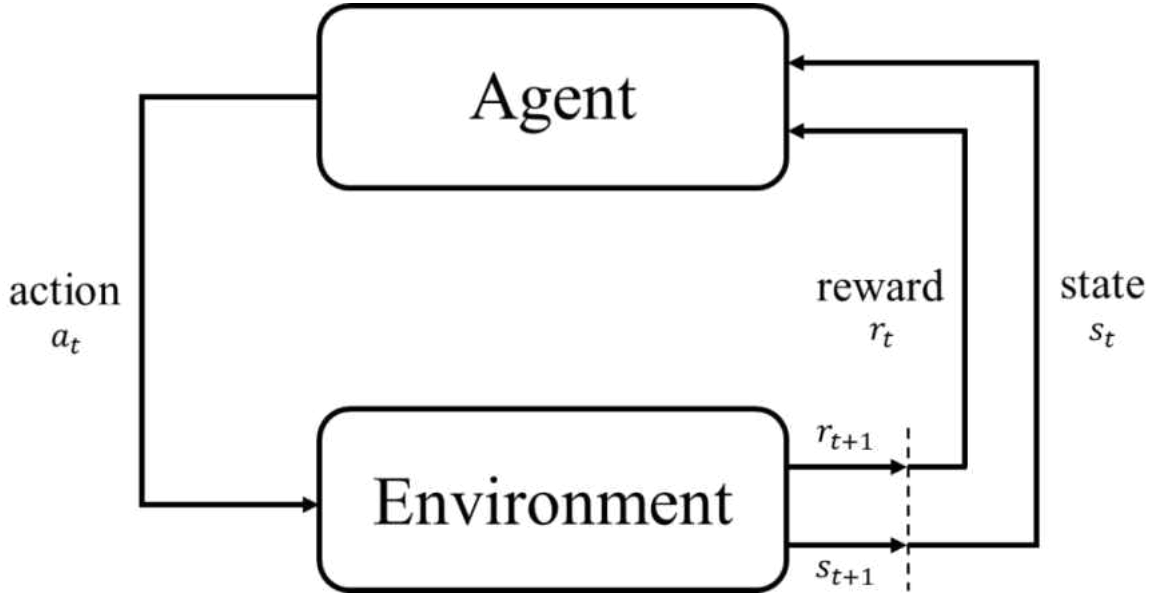 Agent
action
a_t
reward
r_t
state
s_t
r_{t+1}
Environment
s_{t+1}